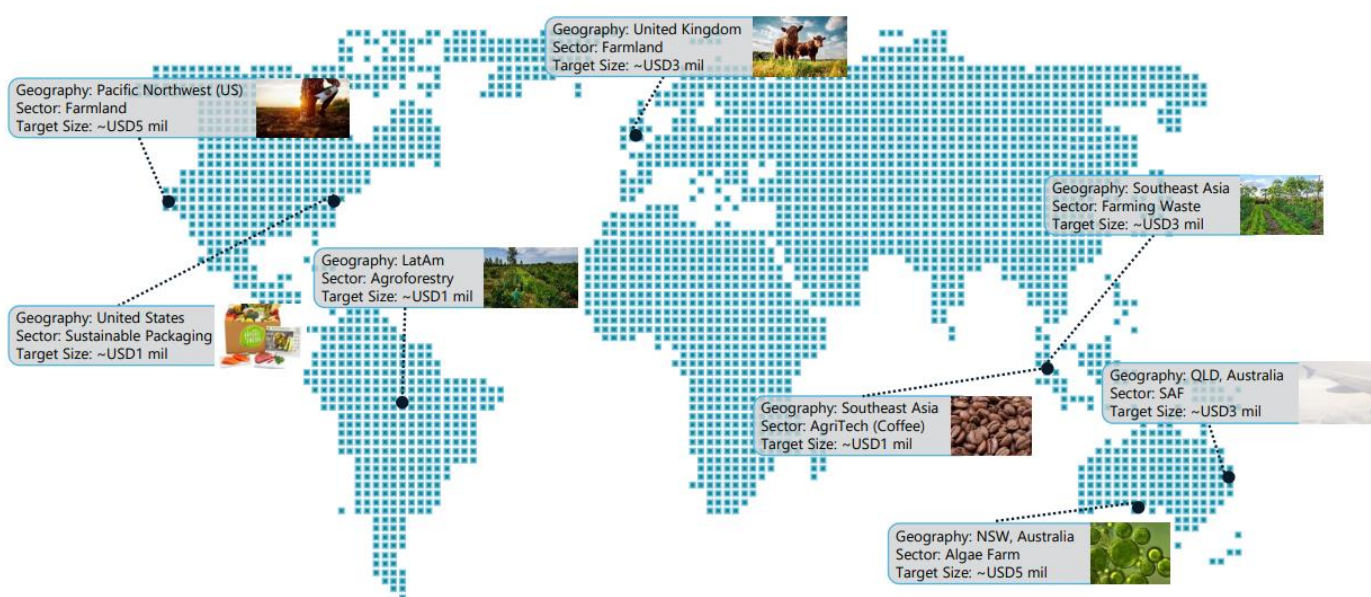 Geography: United Kingdom
Sector: Farmland
Target Size: ~USD3 mil
Geography: Pacific Northwest (US)
Sector: Farmland
Target Size: ~USD5 mil
Geography: Southeast Asia
Sector: Farming Waste
Target Size: ~USD3 mil
Geography: LatAm
Sector: Agroforestry
Target Size: ~USD1 mil
Geography: United States
Sector: Sustainable Packaging
Target Size: ~USD1 mil
Geography: QLD, Australia
Sector: SAF
Target Size: ~USD3 mil
Geography: Southeast Asia
Sector: AgriTech (Coffee)
Target Size: ~USD1 mil
Geography: NSW, Australia
Sector: Algae Farm
Target Size: ~USD5 mil